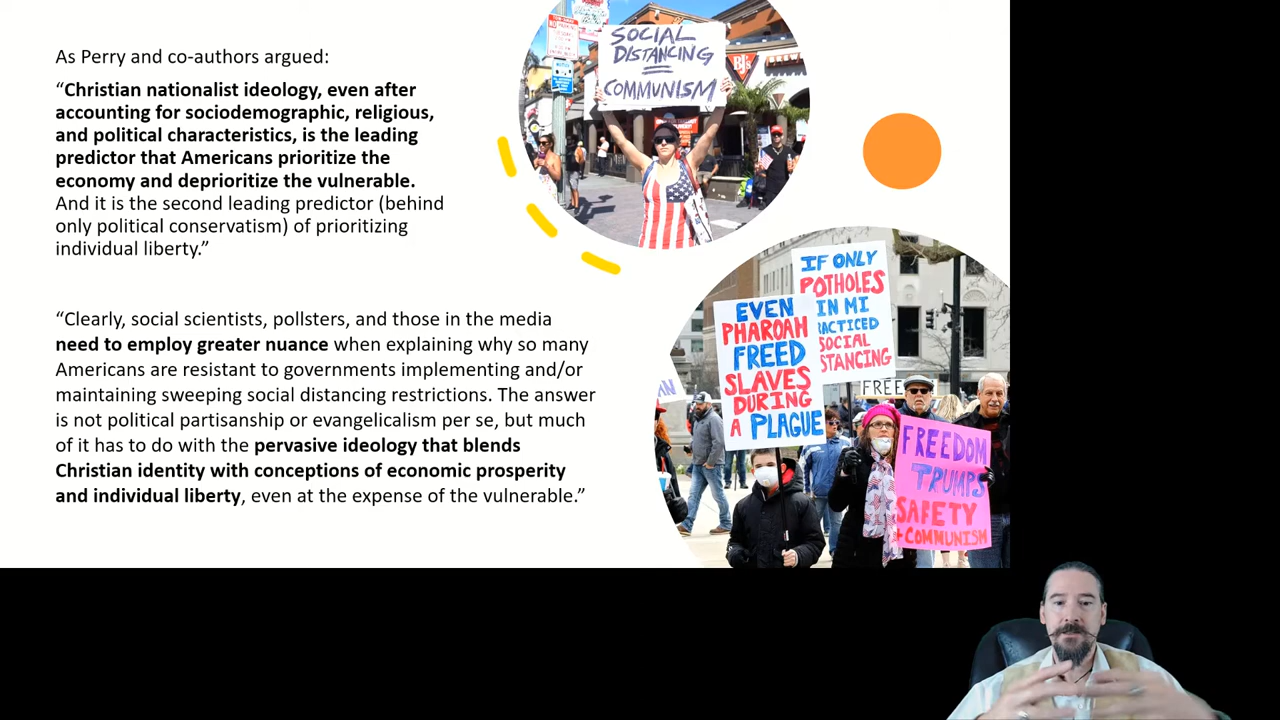 As Perry and co-authors argued:
“Christian nationalist ideology, even after
accounting for sociodemographic, religious,
and political characteristics, is the leading
predictor that Americans prioritize the
economy and deprioritize the vulnerable.
And it is the second leading predictor (behind
only political conservatism) of prioritizing
individual liberty.”
“Clearly, social scientists, pollsters, and those in the media
need to employ greater nuance when explaining why so many
Americans are resistant to governments implementing and/or
maintaining sweeping social distancing restrictions. The answer
is not political partisanship or evangelicalism per se, but much
of it has to do with the pervasive ideology that blends
Christian identity with conceptions of economic prosperity
and individual liberty, even at the expense of the vulnerable.”
SOCIAL
DISTANCING
=
COMMUNISM
BJ's
IF ONLY
POTHOLES
IN MI
RACTICED
SOCIAL
STANCING
EVEN
PHAROAH
FREED
SLAVES
DURING
A PLAGUE
FREE
AN
FREEDOM
TRUMPS
SAFETY
+ COMMUNISM